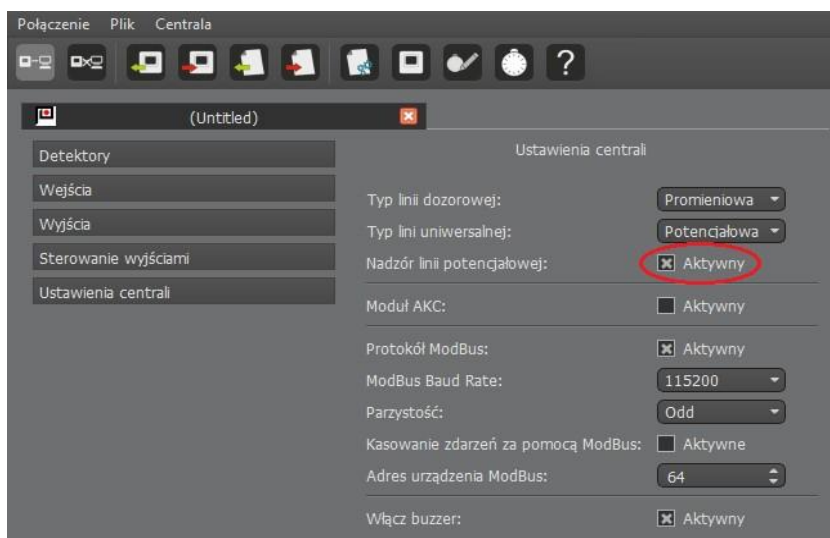 Połączenie Plik Centrala
?
(Untitled)
Detektory
Wejścia
Wyjścia
Sterowanie wyjściami
Ustawienia centrali
Ustawienia centrali
Typ linii dozorowej: Promieniowa
Typ lini uniwersalnej: Potencjałowa
Nadzór linii potencjałowej: Aktywny
Moduł AKC: Aktywny
Protokół ModBus: Aktywny
ModBus Baud Rate: 115200
Parzystość: Odd
Kasowanie zdarzeń za pomocą ModBus: Aktywne
Adres urządzenia ModBus: 64
Włącz buzzer: Aktywny